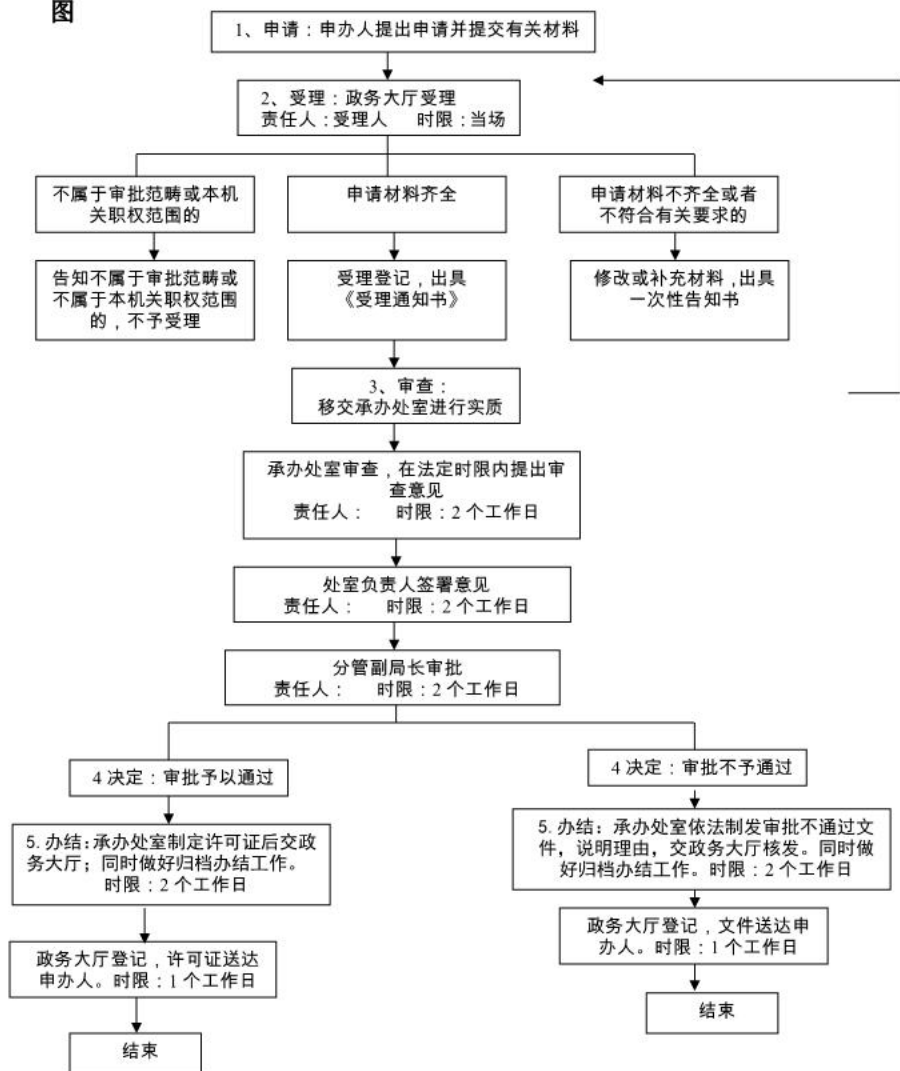 图
1、申请：申办人提出申请并提交有关材料
2、受理：政务大厅受理
责任人：受理人 时限：当场
不属于审批范畴或本机
关职权范围的
申请材料齐全
申请材料不齐全或者
不符合有关要求的
告知不属于审批范畴或
不属于本机关职权范围
的，不予受理
受理登记，出具
《受理通知书》
修改或补充材料，出具
一次性告知书
3、审查：
移交承办处室进行实质
承办处室审查，在法定时限内提出审
查意见
责任人： 时限：2个工作日
处室负责人签署意见
责任人： 时限：2个工作日
分管副局长审批
责任人： 时限：2个工作日
4决定：审批予以通过
4决定：审批不予通过
5. 办结：承办处室制定许可证后交政
务大厅；同时做好归档办结工作。
时限：2个工作日
5. 办结：承办处室依法制发审批不通过文
件，说明理由，交政务大厅核发。同时做
好归档办结工作。时限：2个工作日
政务大厅登记，许可证送达
申办人。时限：1个工作日
政务大厅登记，文件送达申
办人。时限：1个工作日
结束
结束